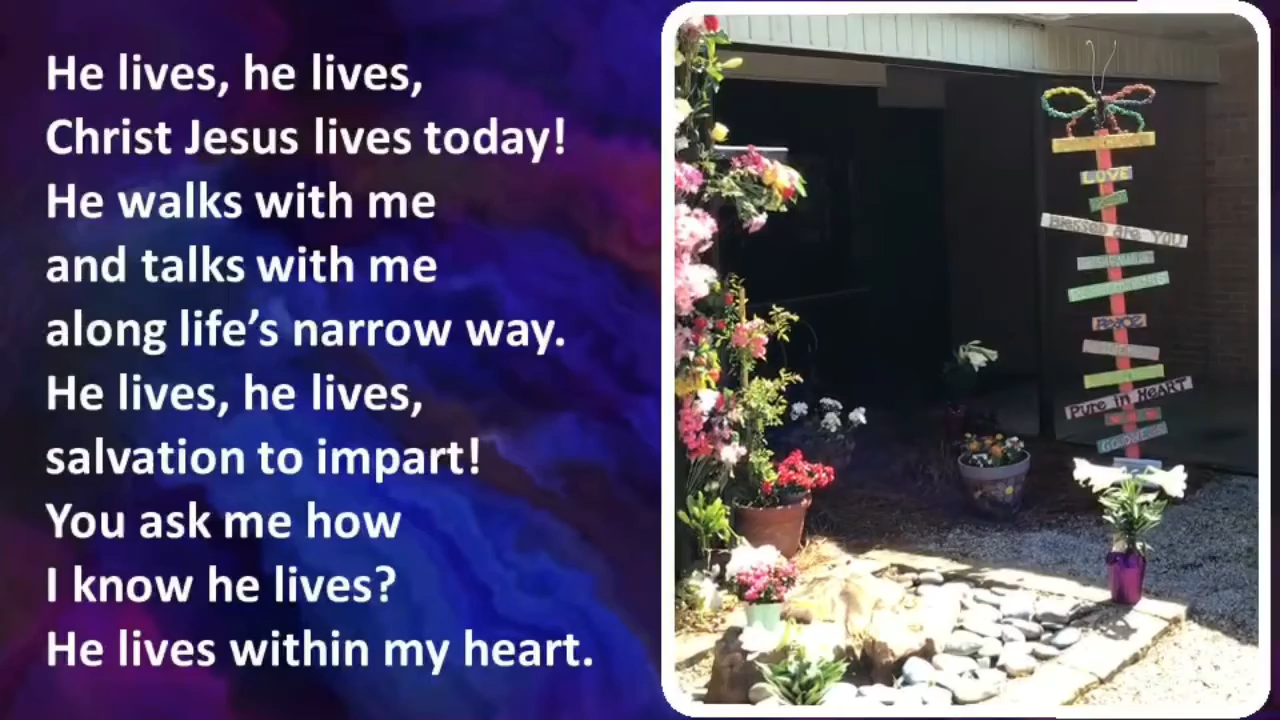 He lives, he lives,
Christ Jesus lives today!
He walks with me
and talks with me
along life’s narrow way.
He lives, he lives,
salvation to impart!
You ask me how
I know he lives?
He lives within my heart.
LOVE
Blessed are YOU
PEACE
Pure in HeART
GOODNESS